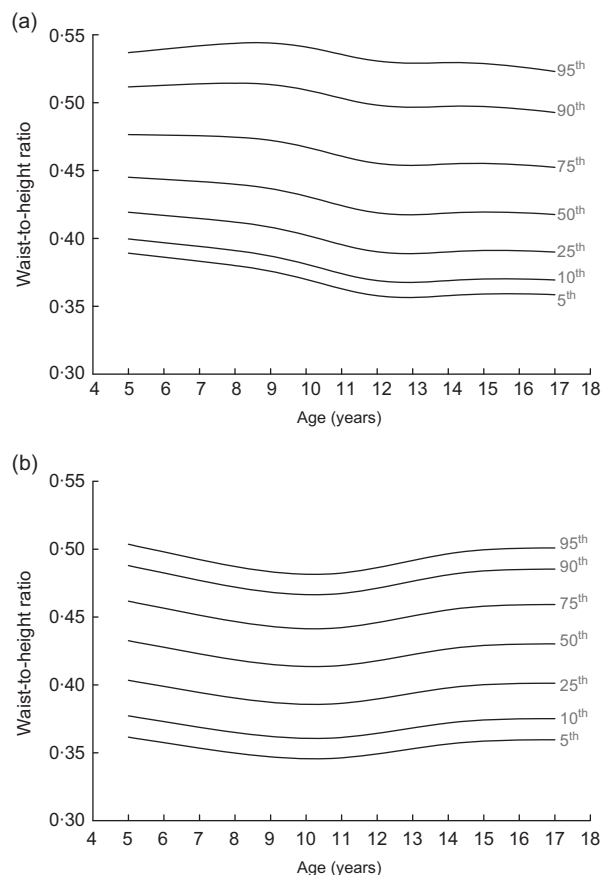 (a)
0·55
0·50
0·45
0·40
0·35
0·30
Waist-to-height ratio
95th
90th
75th
50th
25th
10th
5th
4 5 6 7 8 9 10 11 12 13 14 15 16 17 18
Age (years)
(b)
0·55
0·50
0·45
0·40
0·35
0·30
Waist-to-height ratio
95th
90th
75th
50th
25th
10th
5th
4 5 6 7 8 9 10 11 12 13 14 15 16 17 18
Age (years)